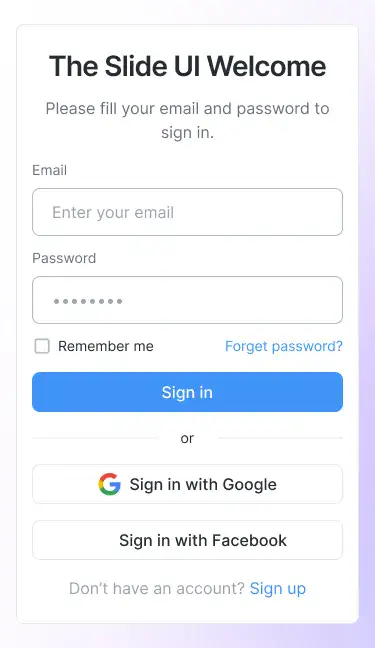 The Slide UI Welcome
Please fill your email and password to
sign in.
Email
Enter your email
Password
••••••••
Remember me
Forget password?
Sign in
or
Sign in with Google
Sign in with Facebook
Don’t have an account? Sign up